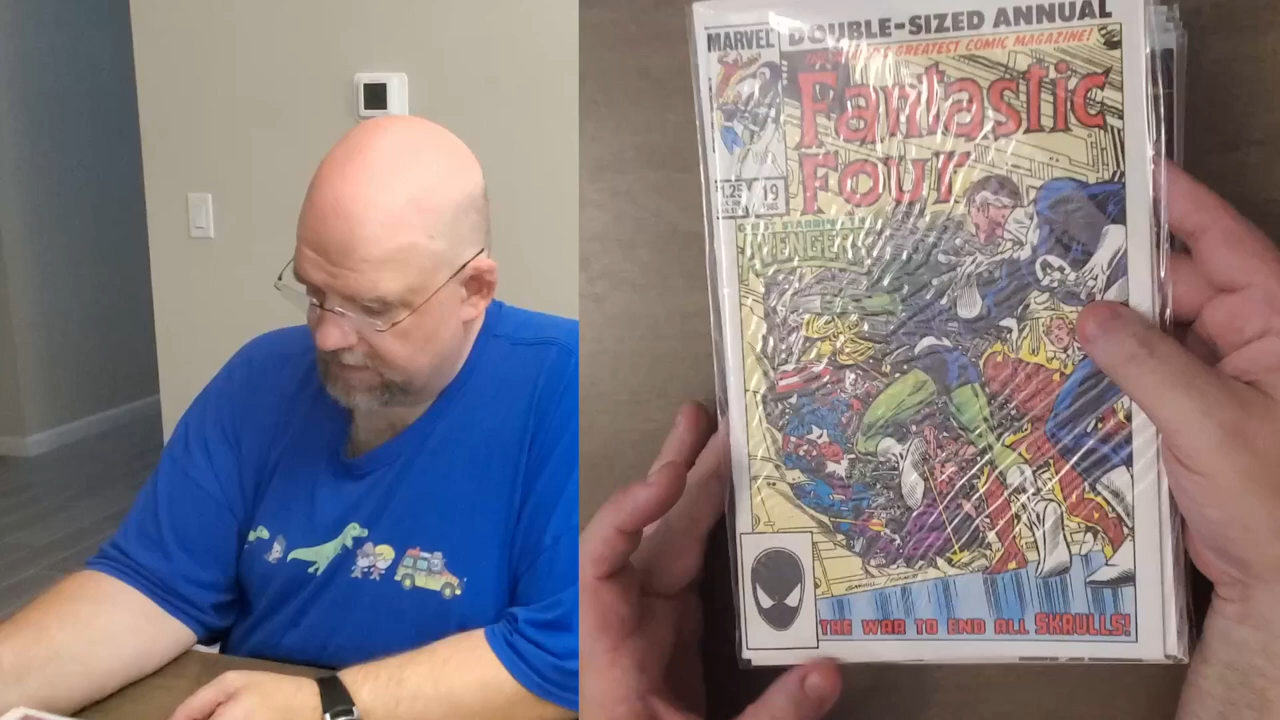 DOUBLE-SIZED ANNUAL
MARVEL
GREATEST COMIC MAGAZINE!
Fantastic
Four
1.25
19
1985
AVENGERS
THE WAR TO END ALL SKRULLS!